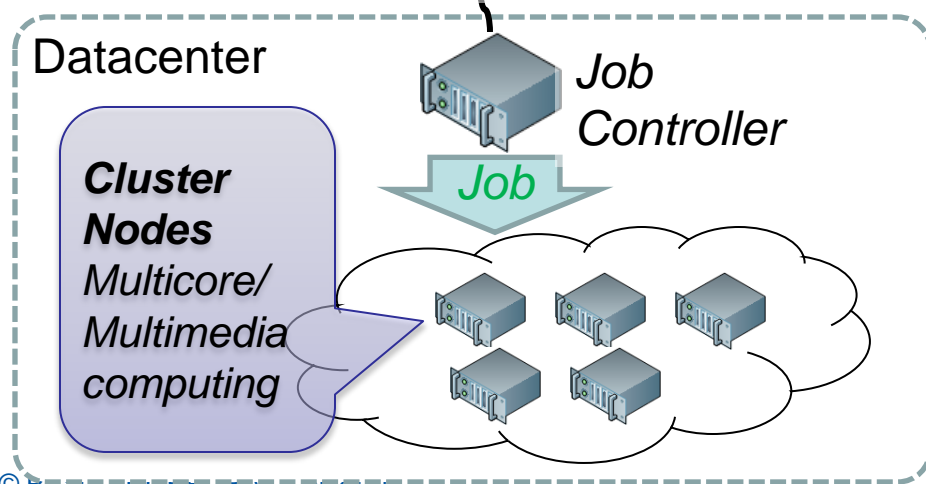 Datacenter
Job
Controller
Job
Cluster
Nodes
Multicore/
Multimedia
computing
©